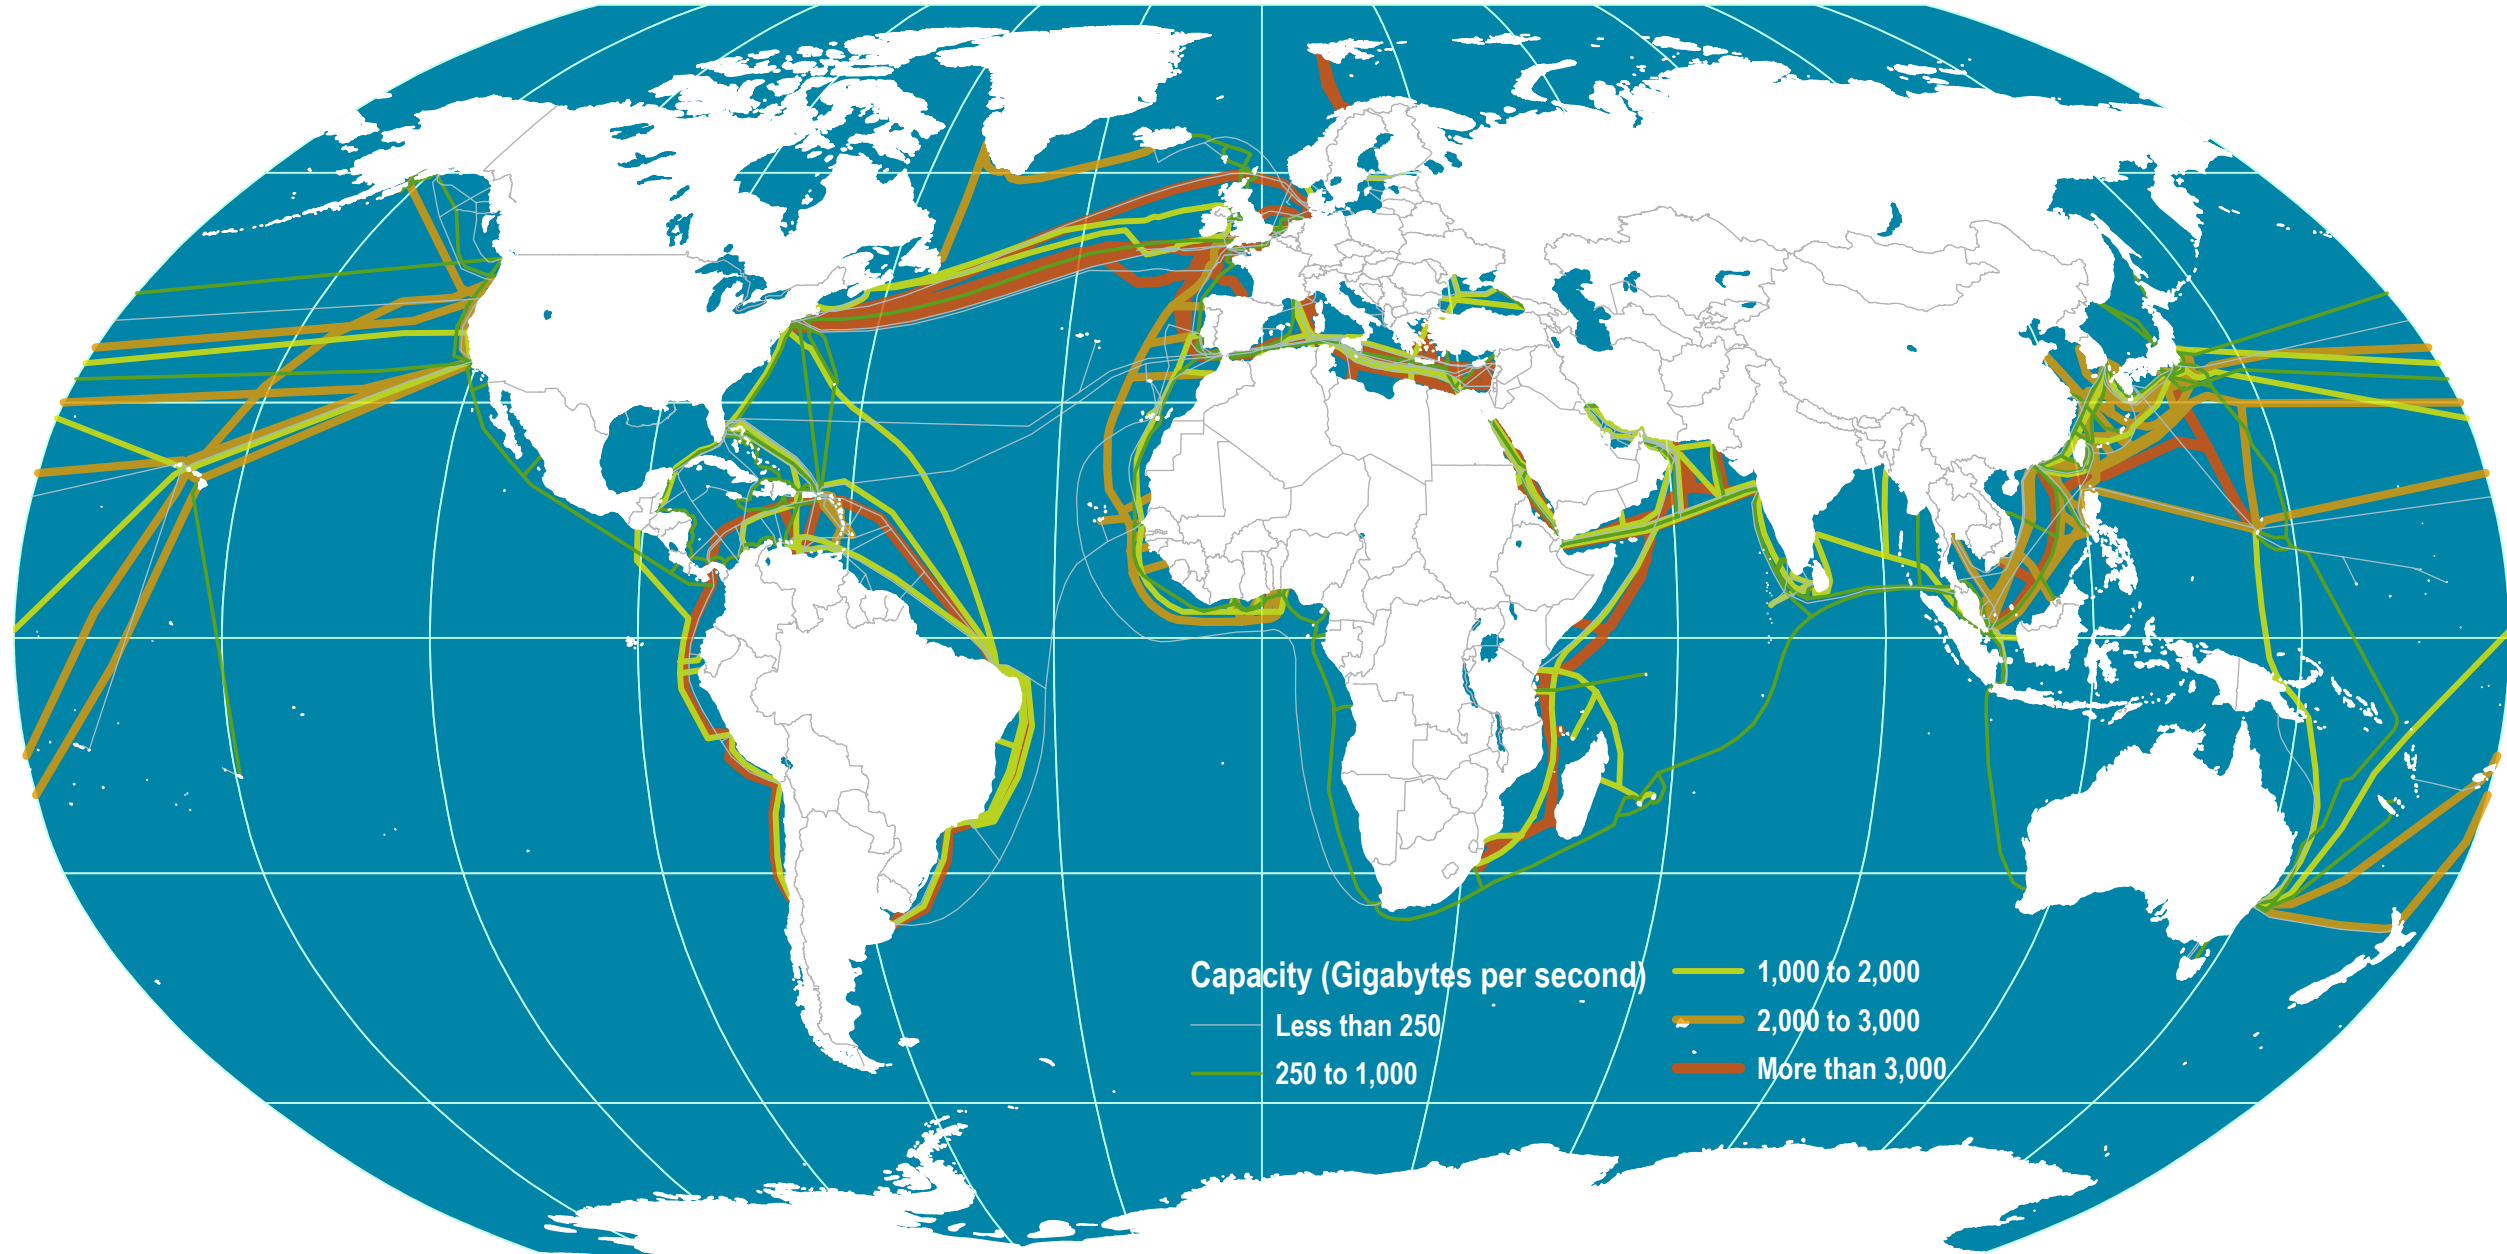 Capacity (Gigabytes per second)
Less than 250
250 to 1,000
1,000 to 2,000
2,000 to 3,000
More than 3,000